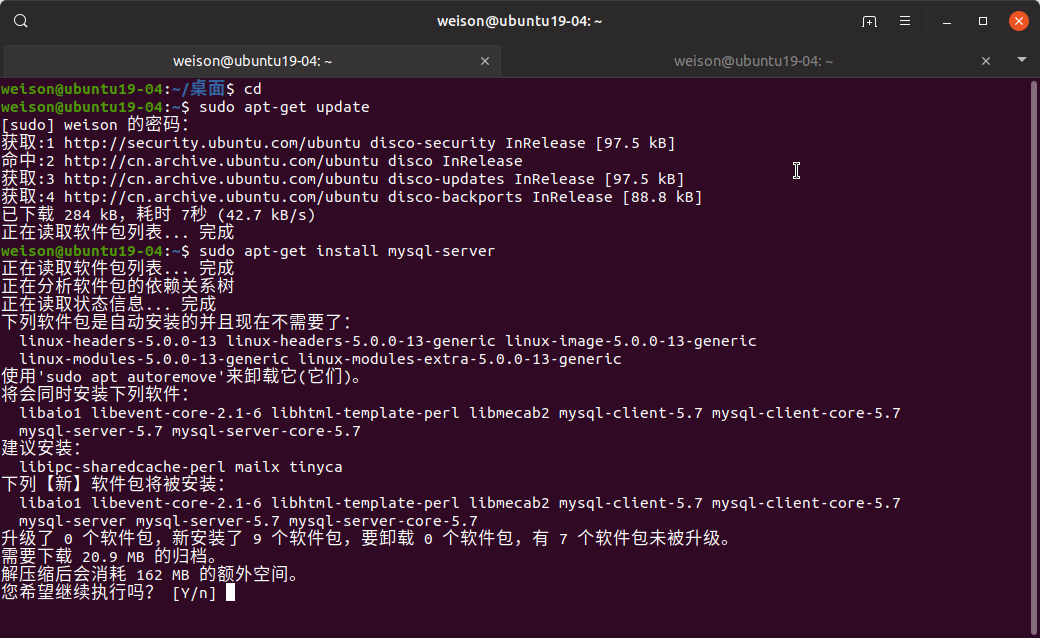 weison@ubuntu19-04: ~
weison@ubuntu19-04: ~
weison@ubuntu19-04: ~
weison@ubuntu19-04:~/桌面$ cd
weison@ubuntu19-04:~$ sudo apt-get update
[sudo] weison 的密码：
获取:1 http://security.ubuntu.com/ubuntu disco-security InRelease [97.5 kB]
命中:2 http://cn.archive.ubuntu.com/ubuntu disco InRelease
获取:3 http://cn.archive.ubuntu.com/ubuntu disco-updates InRelease [97.5 kB]
获取:4 http://cn.archive.ubuntu.com/ubuntu disco-backports InRelease [88.8 kB]
已下载 284 kB，耗时 7秒 (42.7 kB/s)
正在读取软件包列表... 完成
weison@ubuntu19-04:~$ sudo apt-get install mysql-server
正在读取软件包列表... 完成
正在分析软件包的依赖关系树
正在读取状态信息... 完成
下列软件包是自动安装的并且现在不需要了：
linux-headers-5.0.0-13 linux-headers-5.0.0-13-generic linux-image-5.0.0-13-generic
linux-modules-5.0.0-13-generic linux-modules-extra-5.0.0-13-generic
使用'sudo apt autoremove'来卸载它(它们)。
将会同时安装下列软件：
libaio1 libevent-core-2.1-6 libhtml-template-perl libmecab2 mysql-client-5.7 mysql-client-core-5.7
mysql-server-5.7 mysql-server-core-5.7
建议安装：
libipc-sharedcache-perl mailx tinyca
下列【新】软件包将被安装：
libaio1 libevent-core-2.1-6 libhtml-template-perl libmecab2 mysql-client-5.7 mysql-client-core-5.7
mysql-server mysql-server-5.7 mysql-server-core-5.7
升级了 0 个软件包，新安装了 9 个软件包，要卸载 0 个软件包，有 7 个软件包未被升级。
需要下载 20.9 MB 的归档。
解压缩后会消耗 162 MB 的额外空间。
您希望继续执行吗？ [Y/n]